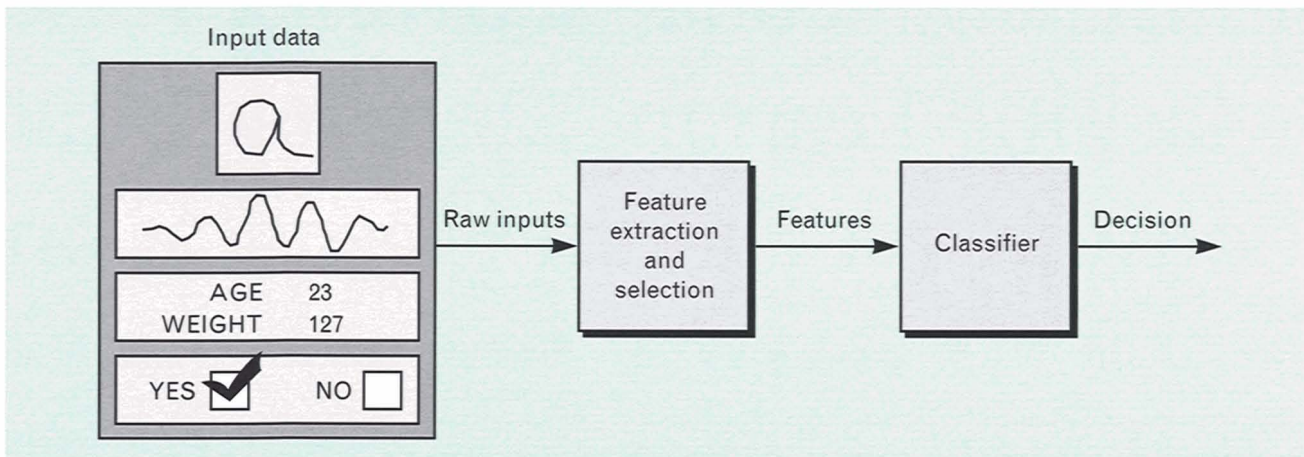 Input data
a
Raw inputs
Feature
extraction
and
selection
Features
Classifier
Decision
AGE 23
WEIGHT 127
YES NO